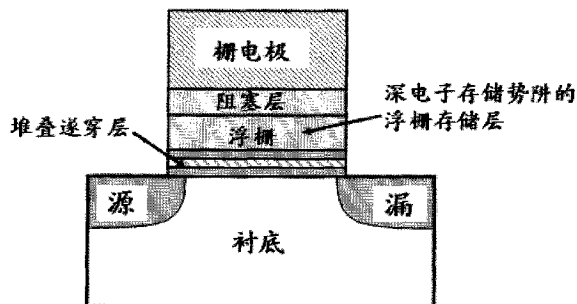 栅电极
阻塞层
深电子存储势阱的
浮栅存储层
堆叠遂穿层
浮栅
源
漏
衬底